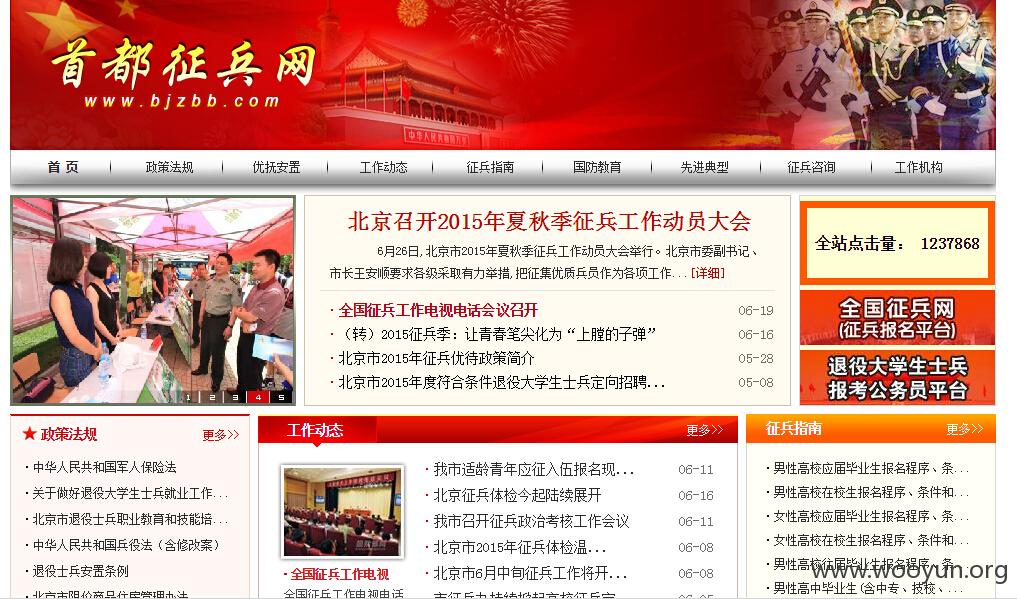 首都征兵网
www.bjzbb.com
首 页
政策法规
优抚安置
工作动态
征兵指南
国防教育
先进典型
征兵咨询
工作机构
1 2 3 4 5
北京召开2015年夏秋季征兵工作动员大会
6月26日,北京市2015年夏秋季征兵工作动员大会举行。北京市委副书记、
市长王安顺要求各级采取有力举措,把征集优质兵员作为各项工作...[详细]
·全国征兵工作电视电话会议召开 06-19
·（转）2015征兵季：让青春笔尖化为“上膛的子弹” 06-16
·北京市2015年征兵优待政策简介 05-28
·北京市2015年度符合条件退役大学生士兵定向招聘... 05-08
全站点击量： 1237868
全国征兵网
(征兵报名平台)
退役大学生士兵
报考公务员平台
★政策法规 更多>>
·中华人民共和国军人保险法
·关于做好退役大学生士兵就业工作...
·北京市退役士兵职业教育和技能培...
·中华人民共和国兵役法（含修改案）
·退役士兵安置条例
·北京市限价商品住房管理办法
工作动态 更多>>
·全国征兵工作电视
全国征兵工作电视电话
·我市适龄青年应征入伍报名现... 06-11
·北京征兵体检今起陆续展开 06-16
·我市召开征兵政治考核工作会议 06-11
·北京市2015年征兵体检温... 06-08
·北京市6月中旬征兵工作将开... 06-08
征兵指南 更多>>
·男性高校应届毕业生报名程序、条...
·男性高校在校生报名程序、条件和...
·女性高校应届毕业生报名程序、条...
·女性高校在校生报名程序、条件和...
·男性高校往届毕业生报名程序、条...
·男性高中毕业生(含中专、技校、...
www.wooyun.org